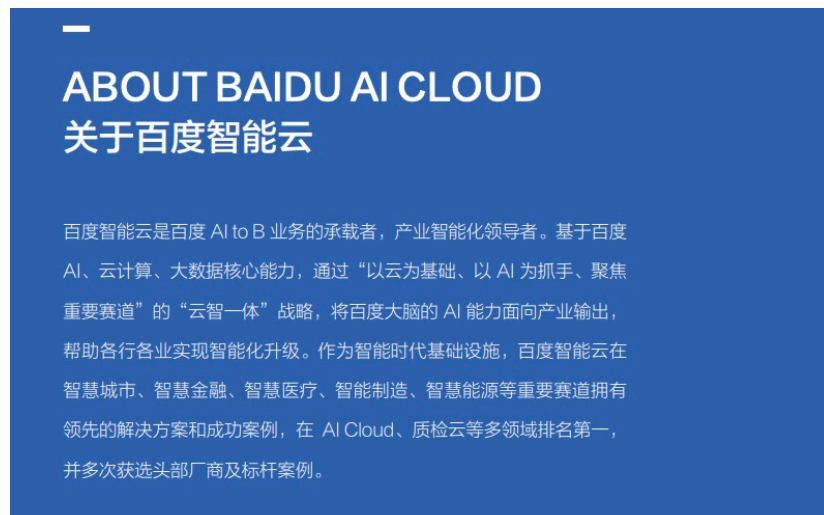 ABOUT BAIDU AI CLOUD
关于百度智能云
百度智能云是百度 AI to B 业务的承载者，产业智能化领导者。基于百度
AI、云计算、大数据核心能力，通过“以云为基础、以 AI 为抓手、聚焦
重要赛道”的“云智一体”战略，将百度大脑的 AI 能力面向产业输出，
帮助各行各业实现智能化升级。作为智能时代基础设施，百度智能云在
智慧城市、智慧金融、智慧医疗、智能制造、智慧能源等重要赛道拥有
领先的解决方案和成功案例，在 AI Cloud、质检云等多领域排名第一，
并多次获选头部厂商及标杆案例。